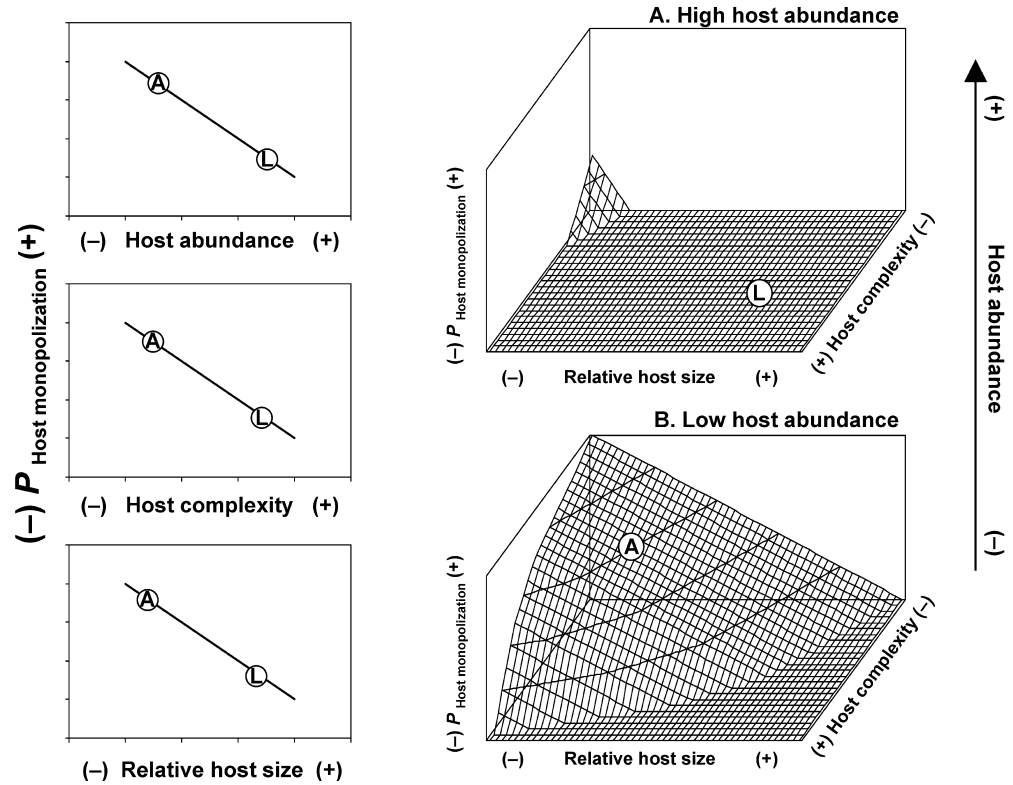 (–) P Host monopolization (+)
A
L
(–) Host abundance (+)
A
L
(–) Host complexity (+)
A
L
(–) Relative host size (+)
A. High host abundance
(–) P Host monopolization (+)
L
(–) Relative host size (+)
(+) Host complexity (–)
B. Low host abundance
(–) P Host monopolization (+)
A
(–) Relative host size (+)
(+) Host complexity (–)
(+) Host abundance (–)